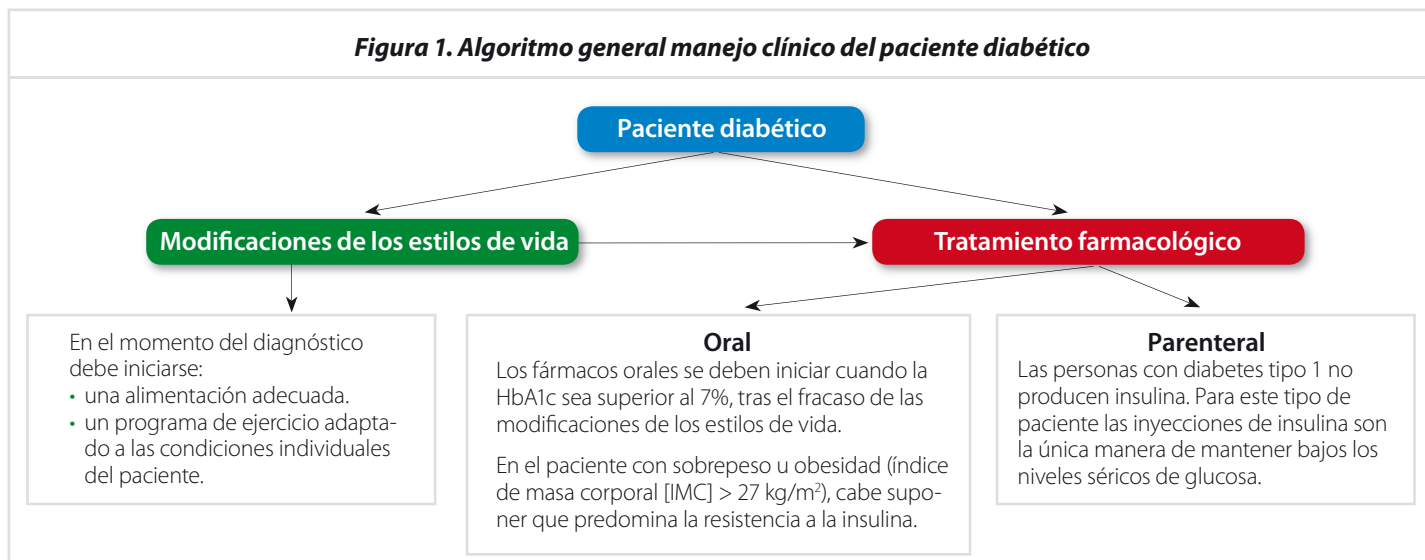 Figura 1. Algoritmo general manejo clínico del paciente diabético
Paciente diabético
Modificaciones de los estilos de vida
Tratamiento farmacológico
En el momento del diagnóstico
debe iniciarse:
• una alimentación adecuada.
• un programa de ejercicio adapta-
do a las condiciones individuales
del paciente.
Oral
Los fármacos orales se deben iniciar cuando la
HbA1c sea superior al 7%, tras el fracaso de las
modificaciones de los estilos de vida.
En el paciente con sobrepeso u obesidad (índice
de masa corporal [IMC] > 27 kg/m²), cabe supo-
ner que predomina la resistencia a la insulina.
Parenteral
Las personas con diabetes tipo 1 no
producen insulina. Para este tipo de
paciente las inyecciones de insulina son
la única manera de mantener bajos los
niveles séricos de glucosa.